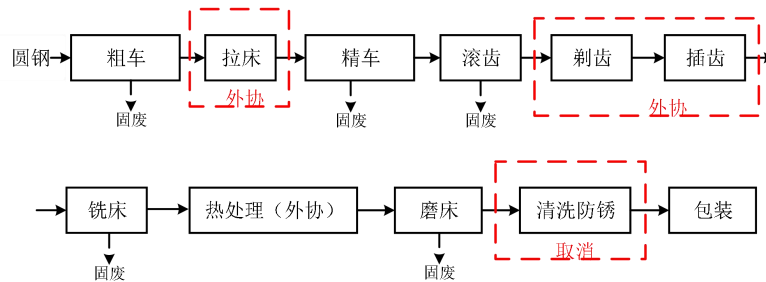 圆钢 粗车 拉床 精车 滚齿 剃齿 插齿
外协 外协
固废 固废 固废
铣床 热处理（外协） 磨床 清洗防锈 包装
取消
固废 固废